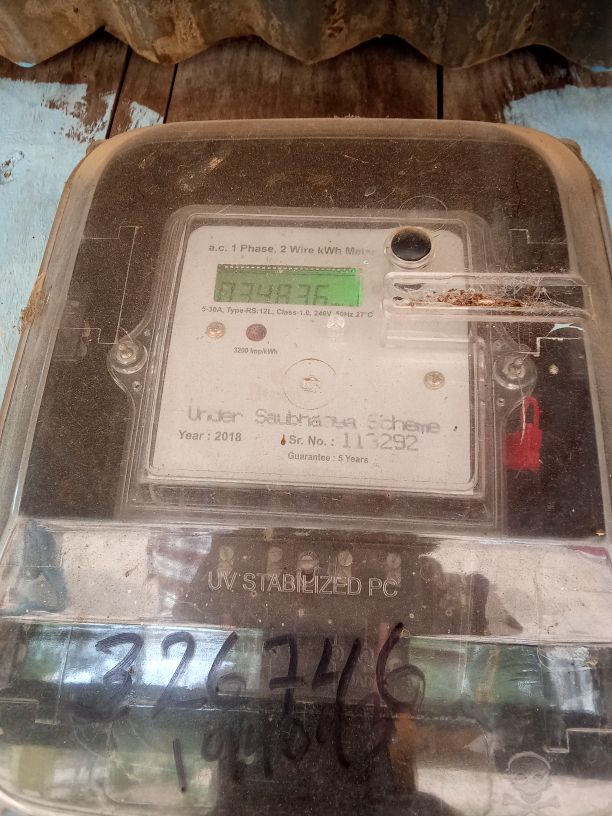 a.c. 1 Phase, 2 Wire kWh Meter
034836
5-30A, Type-RS:12L, Class-1.0, 240V, 50Hz 27°C
3200 Imp/kWh
Under Saubhagya Scheme
Year : 2018 Sr. No. : 113292
Guarantee : 5 Years
UV STABILIZED PC
326746